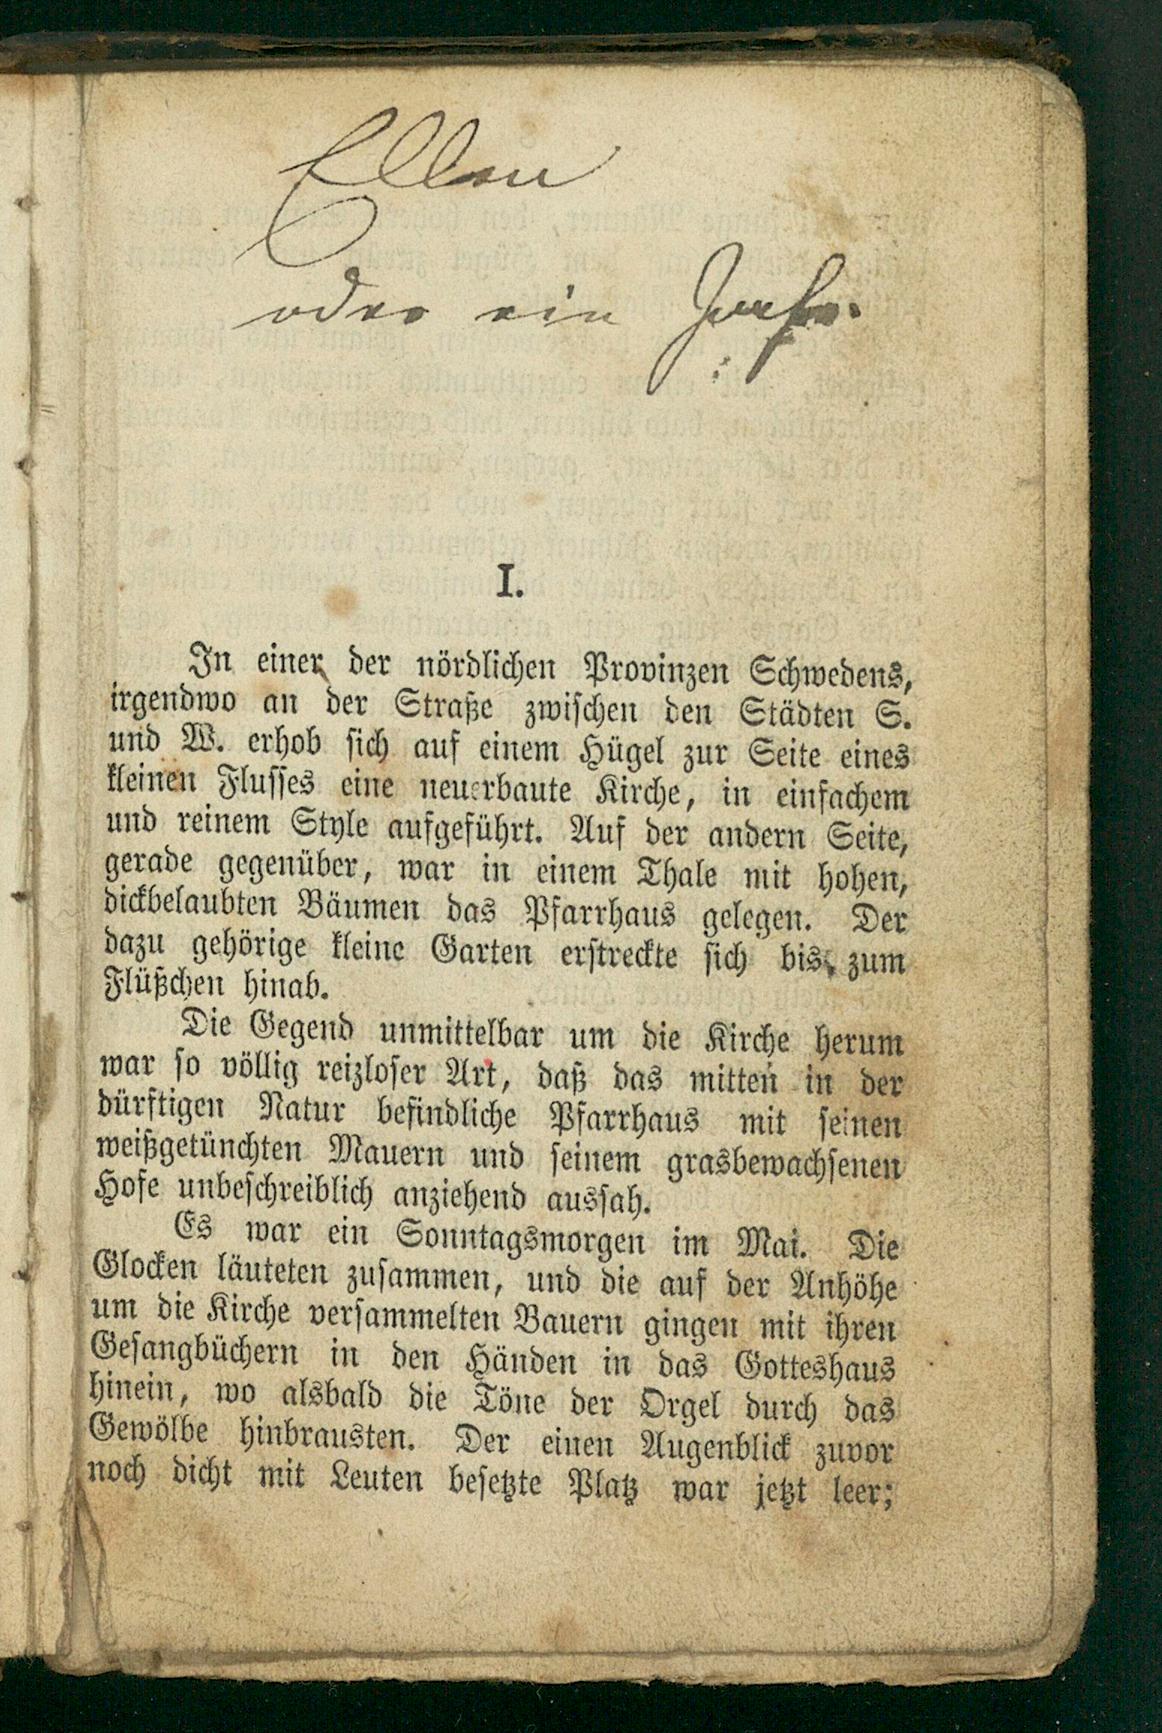 Ellen
oder ein Jahr.
I.
In einer der nördlichen Provinzen Schwedens,
irgendwo an der Straße zwischen den Städten S.
und W. erhob sich auf einem Hügel zur Seite eines
kleinen Flusses eine neuerbaute Kirche, in einfachem
und reinem Style aufgeführt. Auf der andern Seite,
gerade gegenüber, war in einem Thale mit hohen,
dickbelaubten Bäumen das Pfarrhaus gelegen. Der
dazu gehörige kleine Garten erstreckte sich bis zum
Flüßchen hinab.
Die Gegend unmittelbar um die Kirche herum
war so völlig reizloser Art, daß das mitten in der
dürftigen Natur befindliche Pfarrhaus mit seinen
weißgetünchten Mauern und seinem grasbewachsenen
Hofe unbeschreiblich anziehend aussah.
Es war ein Sonntagsmorgen im Mai. Die
Glocken läuteten zusammen, und die auf der Anhöhe
um die Kirche versammelten Bauern gingen mit ihren
Gesangbüchern in den Händen in das Gotteshaus
hinein, wo alsbald die Töne der Orgel durch das
Gewölbe hinbrausten. Der einen Augenblick zuvor
noch dicht mit Leuten besetzte Platz war jetzt leer;